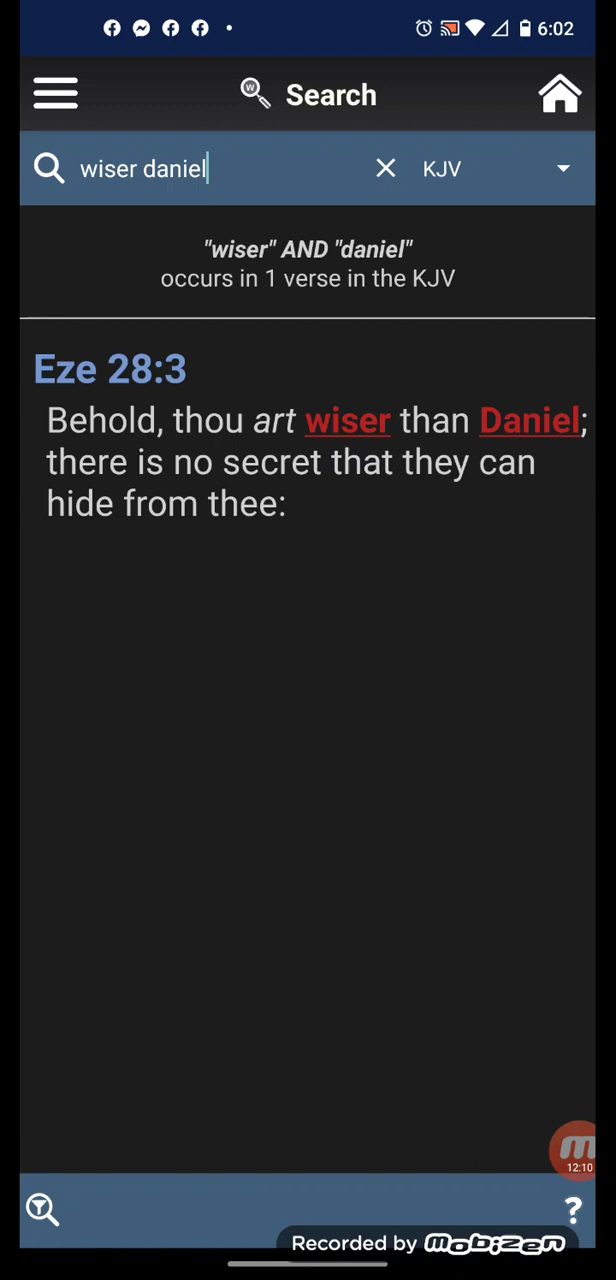 6:02
Search
wiser daniel KJV
"wiser" AND "daniel"
occurs in 1 verse in the KJV
Eze 28:3
Behold, thou art wiser than Daniel;
there is no secret that they can
hide from thee:
12:10
?
Recorded by mobizen